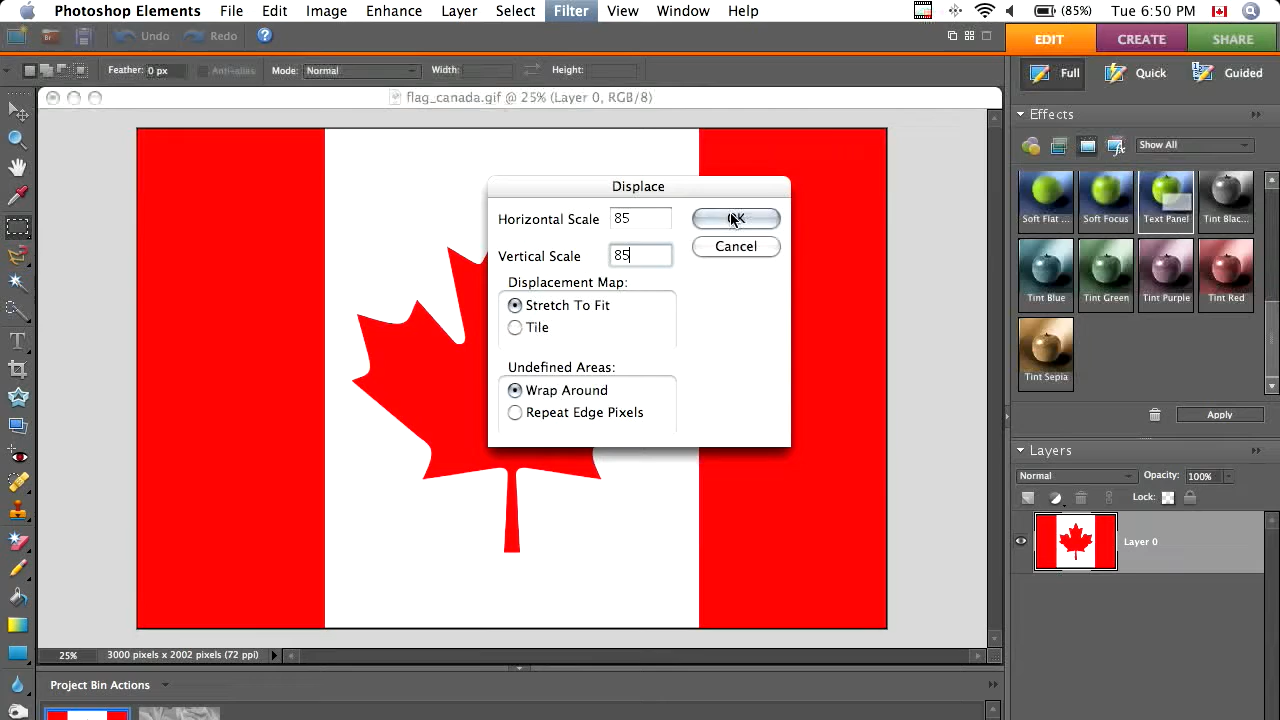 Photoshop Elements File Edit Image Enhance Layer Select Filter View Window Help (85%) Tue 6:50 PM
Undo Redo EDIT CREATE SHARE
Feather: 0 px Anti-alias Mode: Normal Width: Height: Full Quick Guided
flag_canada.gif @ 25% (Layer 0, RGB/8)
Effects
Show All
Displace
Horizontal Scale 85 OK
Vertical Scale 85 Cancel
Displacement Map:
Stretch To Fit
Tile
Undefined Areas:
Wrap Around
Repeat Edge Pixels
Soft Flat ... Soft Focus Text Panel Tint Blac...
Tint Blue Tint Green Tint Purple Tint Red
Tint Sepia
Apply
Layers
Normal Opacity: 100%
Lock:
Layer 0
25% 3000 pixels x 2002 pixels (72 ppi)
Project Bin Actions